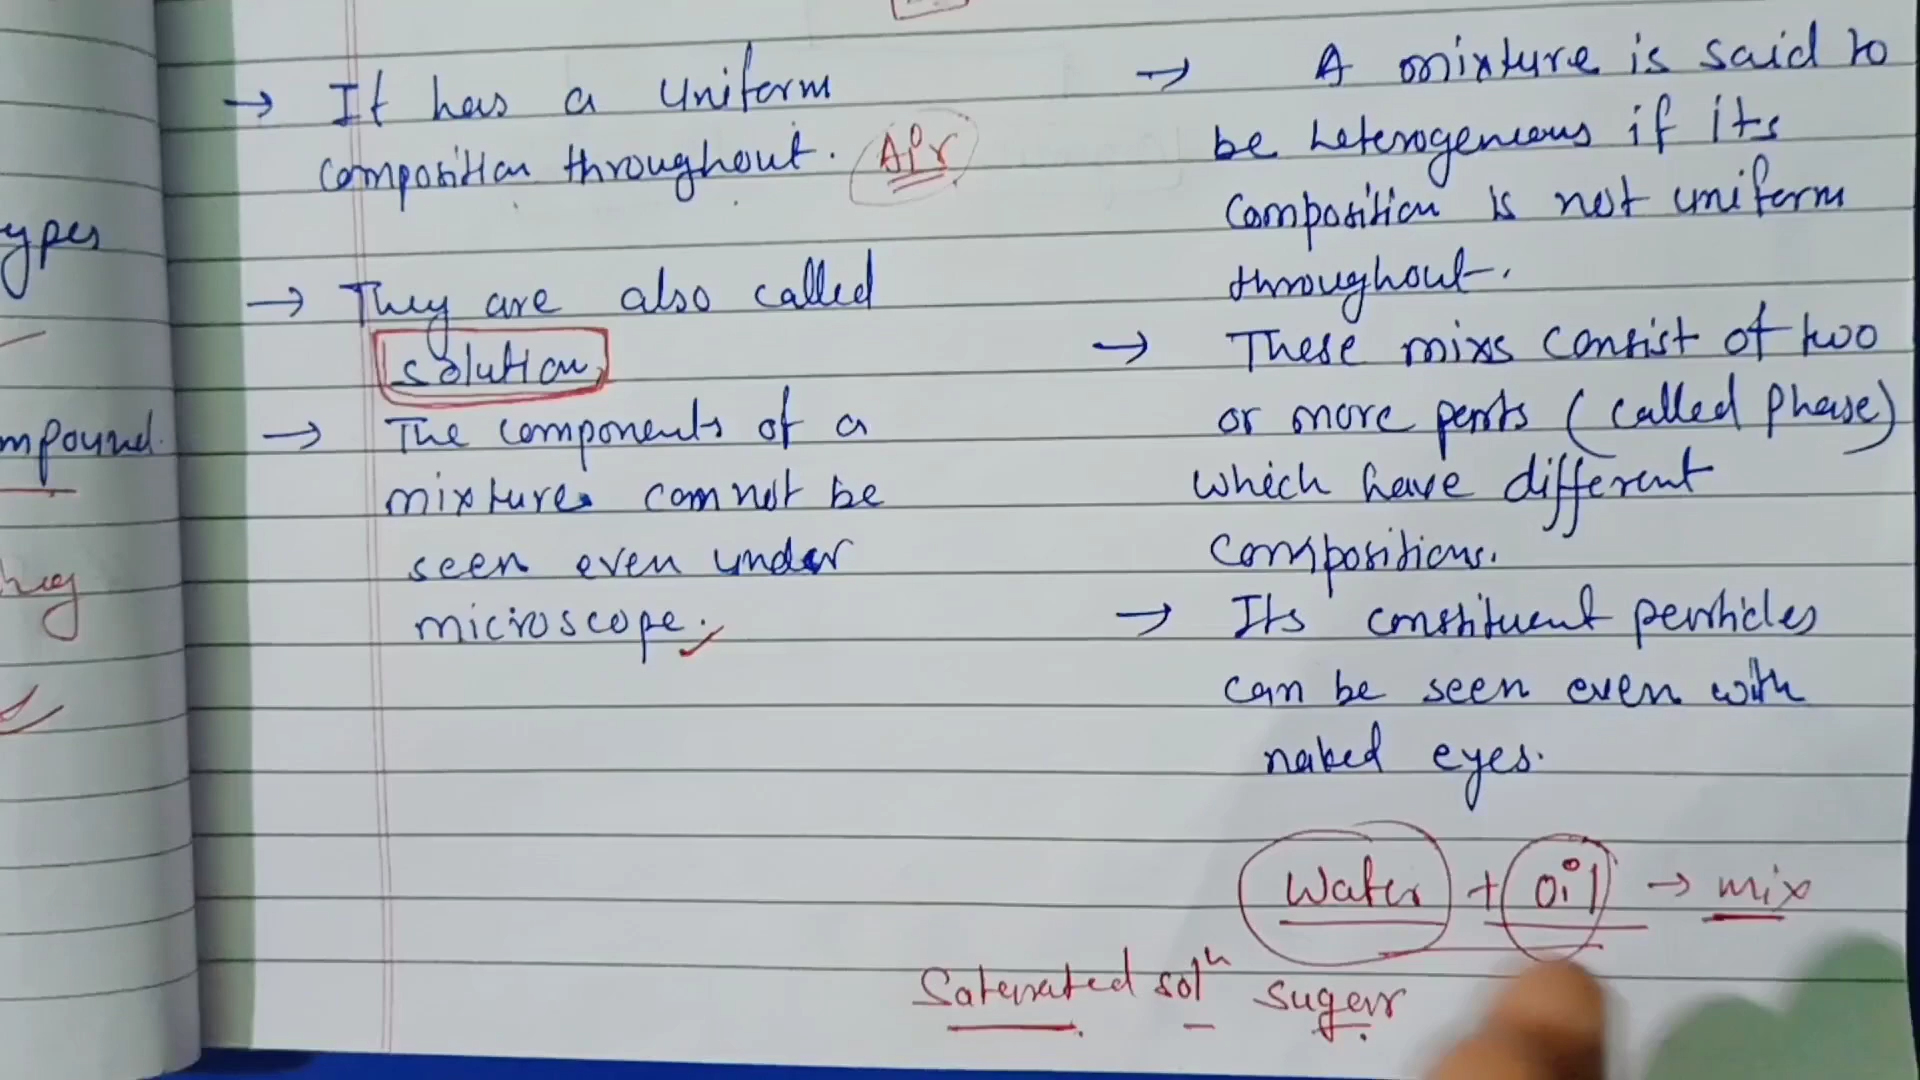 ypes
mpound.
→ It has a uniform
composition throughout. Air
→ They are also called
solution
→ The components of a
mixture cannot be
seen even under
microscope.
→ A mixture is said to
be heterogeneous if its
composition is not uniform
throughout.
→ These mixs consist of two
or more parts (called phase)
which have different
compositions.
→ Its constituent particles
can be seen even with
naked eyes.
Water + oil → mix
Saturated solⁿ sugar